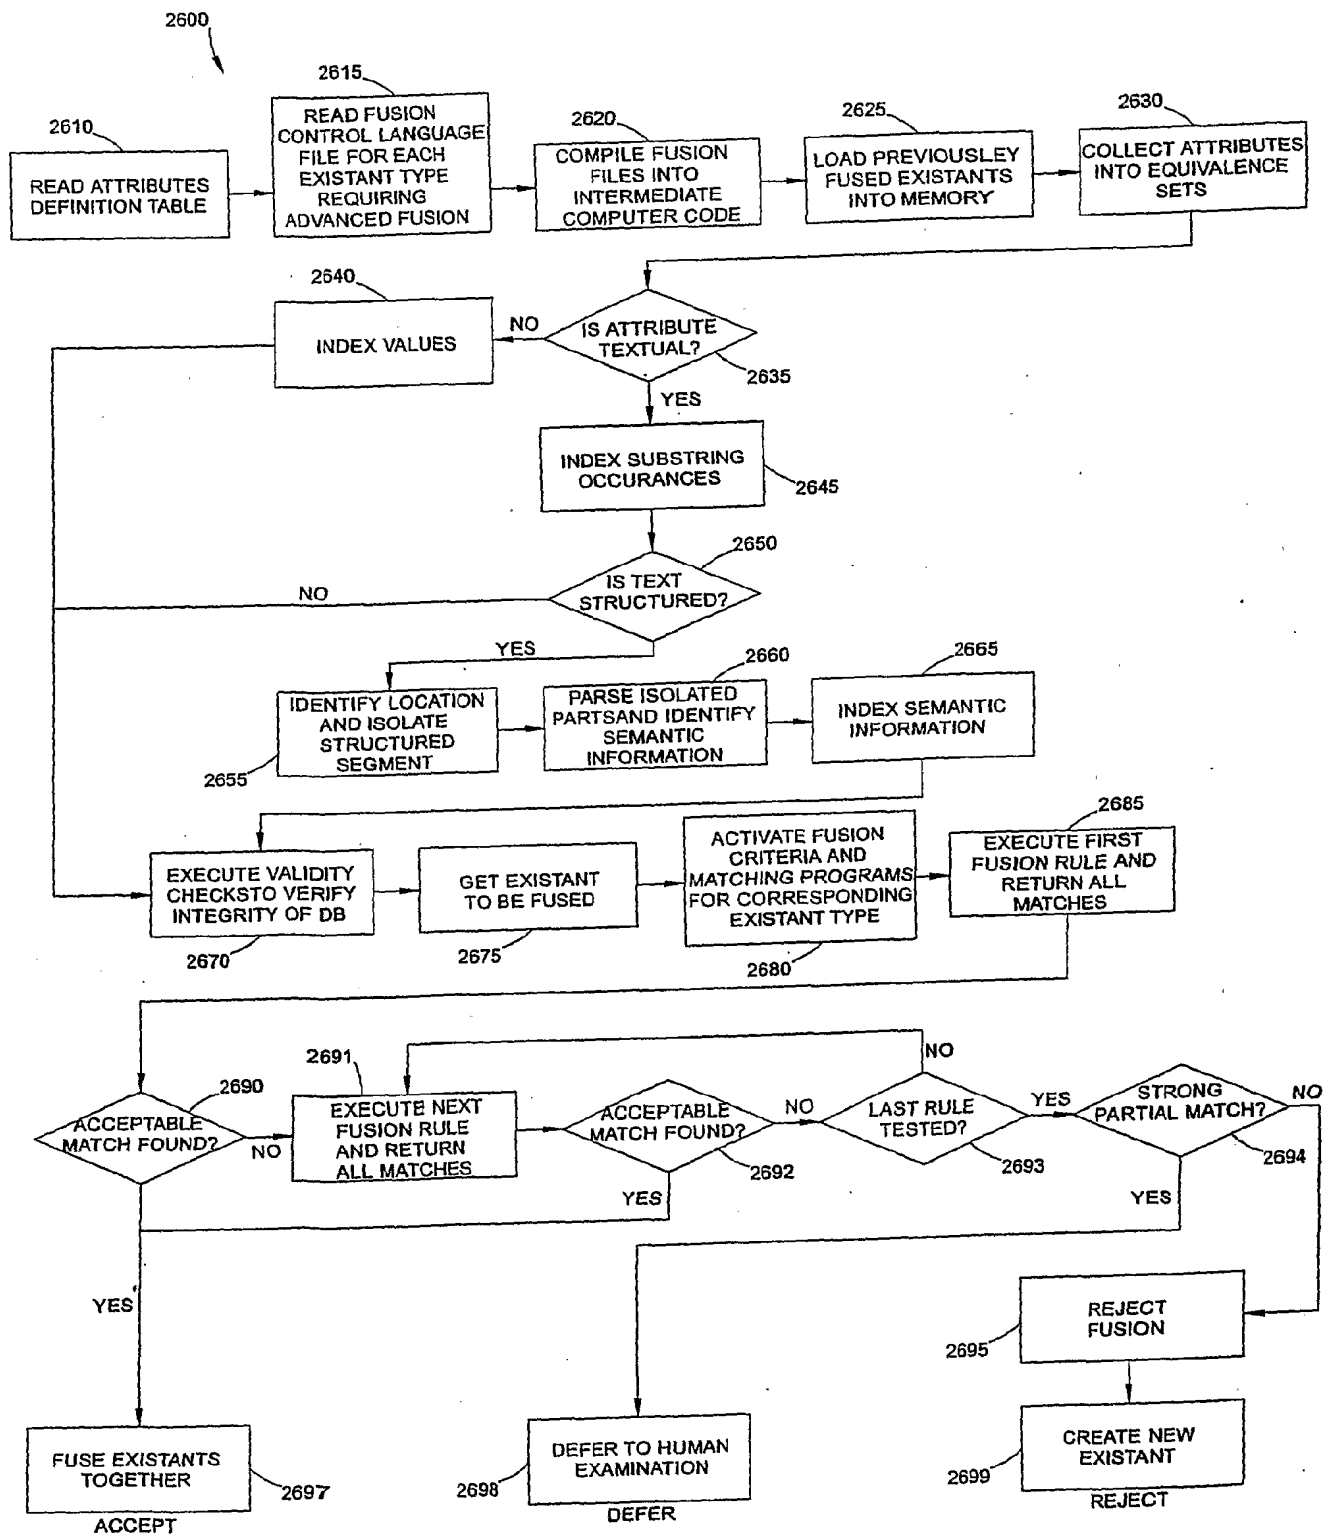 2600
2610
READ ATTRIBUTES
DEFINITION TABLE
2615
READ FUSION
CONTROL LANGUAGE
FILE FOR EACH
EXISTANT TYPE
REQUIRING
ADVANCED FUSION
2620
COMPILE FUSION
FILES INTO
INTERMEDIATE
COMPUTER CODE
2625
LOAD PREVIOUSLEY
FUSED EXISTANTS
INTO MEMORY
2630
COLLECT ATTRIBUTES
INTO EQUIVALENCE
SETS
2640
INDEX VALUES
NO
IS ATTRIBUTE
TEXTUAL?
2635
YES
INDEX SUBSTRING
OCCURANCES
2645
2650
IS TEXT
STRUCTURED?
NO
YES
IDENTIFY LOCATION
AND ISOLATE
STRUCTURED
SEGMENT
2655
2660
PARSE ISOLATED
PARTSAND IDENTIFY
SEMANTIC
INFORMATION
2665
INDEX SEMANTIC
INFORMATION
EXECUTE VALIDITY
CHECKSTO VERIFY
INTEGRITY OF DB
2670
GET EXISTANT
TO BE FUSED
2675
ACTIVATE FUSION
CRITERIA AND
MATCHING PROGRAMS
FOR CORRESPONDING
EXISTANT TYPE
2680
2685
EXECUTE FIRST
FUSION RULE AND
RETURN ALL
MATCHES
2690
ACCEPTABLE
MATCH FOUND?
NO
2691
EXECUTE NEXT
FUSION RULE
AND RETURN
ALL MATCHES
ACCEPTABLE
MATCH FOUND?
2692
NO
YES
NO
LAST RULE
TESTED?
2693
YES
STRONG
PARTIAL MATCH?
2694
NO
YES
YES
REJECT
FUSION
2695
FUSE EXISTANTS
TOGETHER
2697
ACCEPT
DEFER TO HUMAN
EXAMINATION
2698
DEFER
CREATE NEW
EXISTANT
2699
REJECT